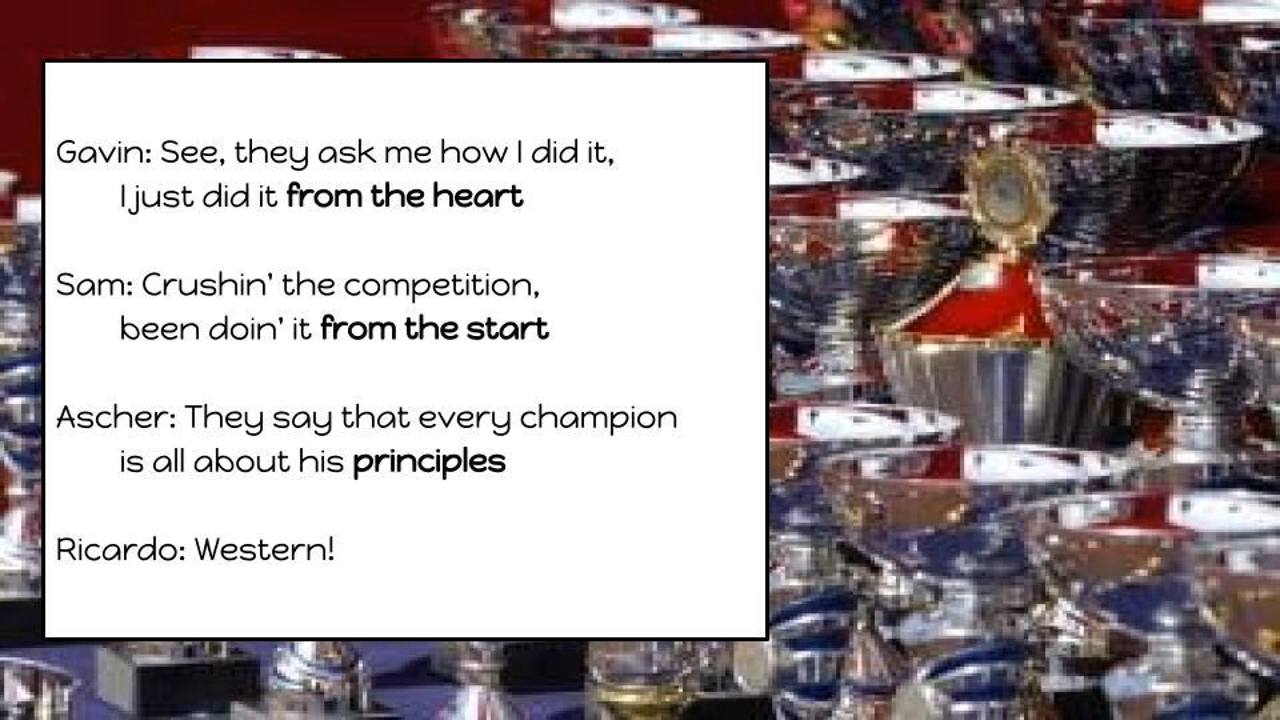 Gavin: See, they ask me how I did it,
I just did it from the heart
Sam: Crushin' the competition,
been doin' it from the start
Ascher: They say that every champion
is all about his principles
Ricardo: Western!